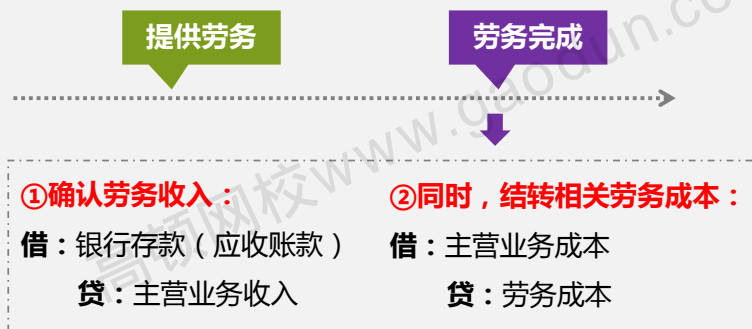 提供劳务
劳务完成
①确认劳务收入：
借：银行存款（应收账款）
贷：主营业务收入
②同时，结转相关劳务成本：
借：主营业务成本
贷：劳务成本
高顿网校www.gaodun.co